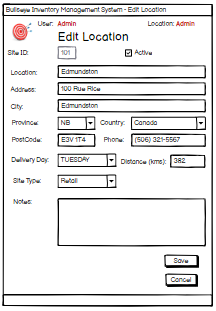 Bullseye Inventory Management System - Edit Location
User: Admin Location: Admin
Edit Location
Site ID: 101 Active
Location: Edmundston
Address: 100 Rue Rice
City: Edmundston
Province: NB Country: Canada
PostCode: E3V 1T4 Phone: (506) 321-5567
Delivery Day: TUESDAY Distance (kms): 382
Site Type: Retail
Notes:
Save
Cancel